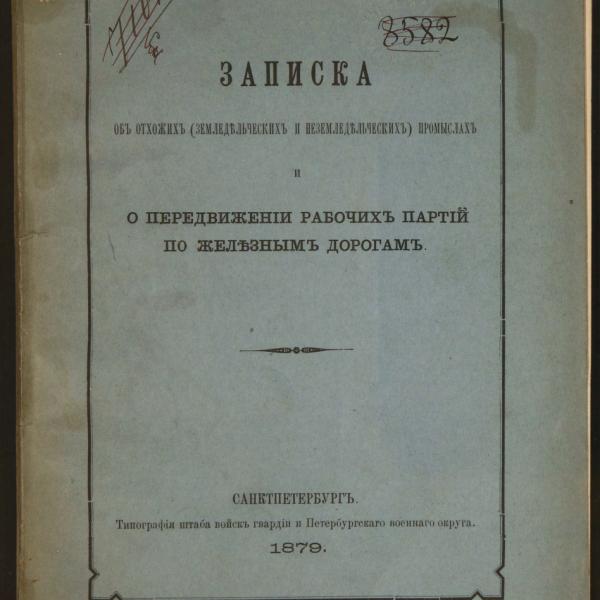 8582
ЗАПИСКА
ОБЪ ОТХОЖИХЪ (ЗЕМЛЕДѢЛЬЧЕСКИХЪ И НЕЗЕМЛЕДѢЛЬЧЕСКИХЪ) ПРОМЫСЛАХЪ
И
О ПЕРЕДВИЖЕНІИ РАБОЧИХЪ ПАРТІЙ
ПО ЖЕЛѢЗНЫМЪ ДОРОГАМЪ.
САНКТПЕТЕРБУРГЪ.
Типографія штаба войскъ гвардіи и Петербургскаго военнаго округа.
1879.